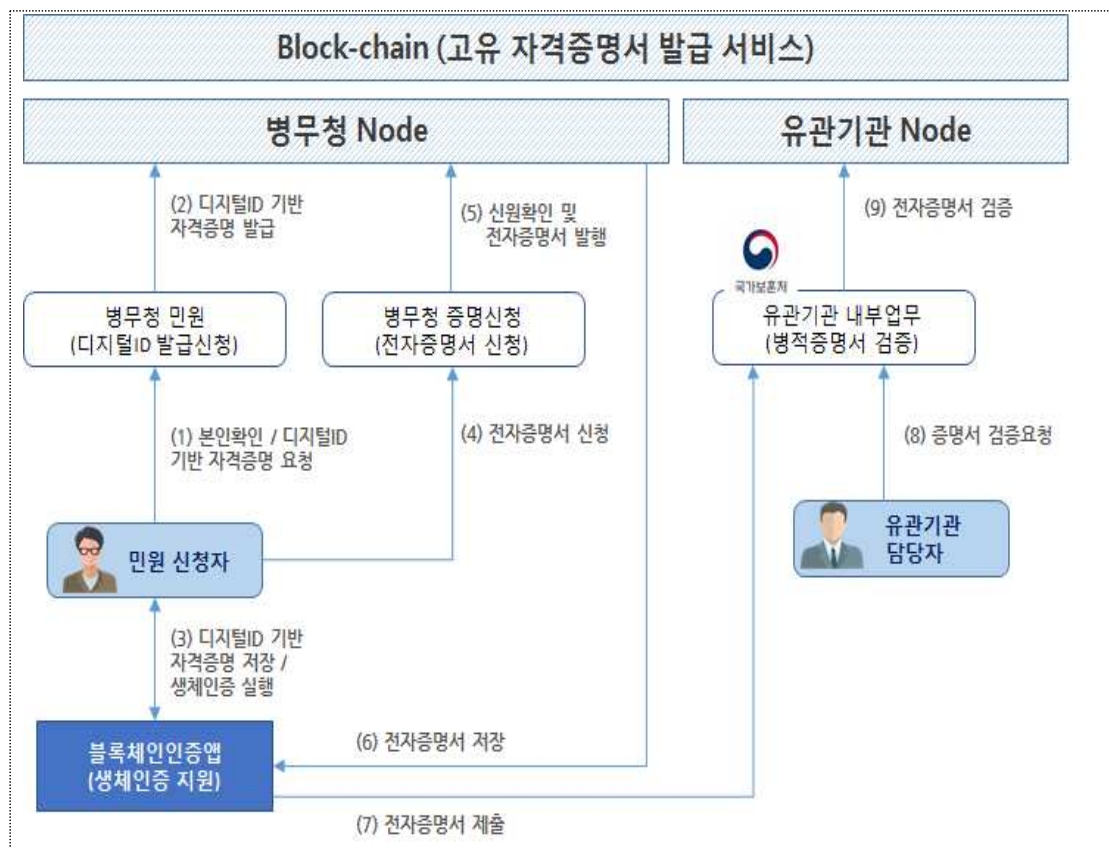 Block-chain (고유 자격증명서 발급 서비스)
병무청 Node
유관기관 Node
(2) 디지털ID 기반
자격증명 발급
(5) 신원확인 및
전자증명서 발행
(9) 전자증명서 검증
국가보훈처
병무청 민원
(디지털ID 발급신청)
병무청 증명신청
(전자증명서 신청)
유관기관 내부업무
(병적증명서 검증)
(1) 본인확인 / 디지털ID
기반 자격증명 요청
(4) 전자증명서 신청
(8) 증명서 검증요청
민원 신청자
유관기관
담당자
(3) 디지털ID 기반
자격증명 저장 /
생체인증 실행
블록체인인증앱
(생체인증 지원)
(6) 전자증명서 저장
(7) 전자증명서 제출